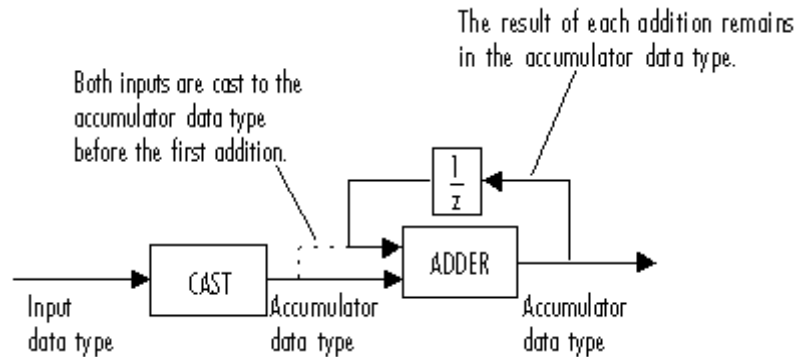 The result of each addition remains
in the accumulator data type.
Both inputs are cast to the
accumulator data type
before the first addition.
1
z
CAST
ADDER
Input
data type
Accumulator
data type
Accumulator
data type